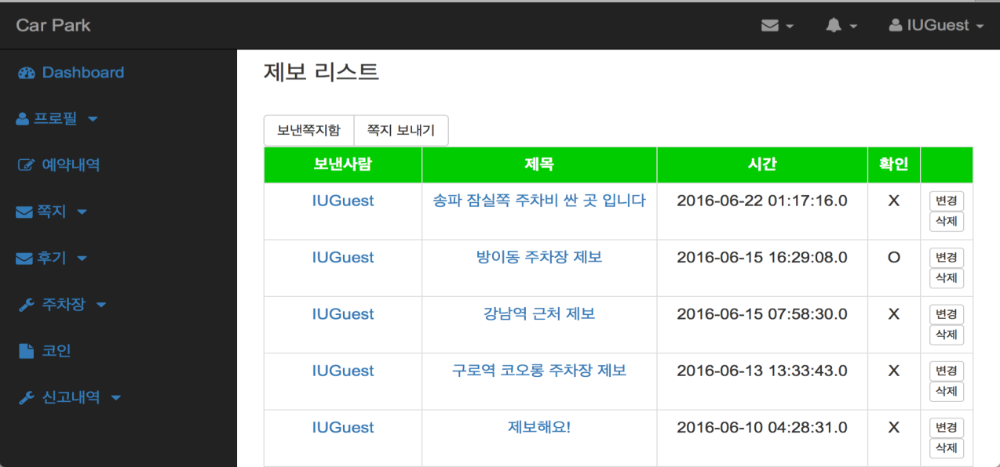 Car Park
IUGuest
Dashboard
프로필
예약내역
쪽지
후기
주차장
코인
신고내역
제보 리스트
보낸쪽지함 쪽지 보내기
보낸사람 제목 시간 확인
IUGuest 송파 잠실쪽 주차비 싼 곳 입니다 2016-06-22 01:17:16.0 X 변경
삭제
IUGuest 방이동 주차장 제보 2016-06-15 16:29:08.0 O 변경
삭제
IUGuest 강남역 근처 제보 2016-06-15 07:58:30.0 X 변경
삭제
IUGuest 구로역 코오롱 주차장 제보 2016-06-13 13:33:43.0 X 변경
삭제
IUGuest 제보해요! 2016-06-10 04:28:31.0 X 변경
삭제